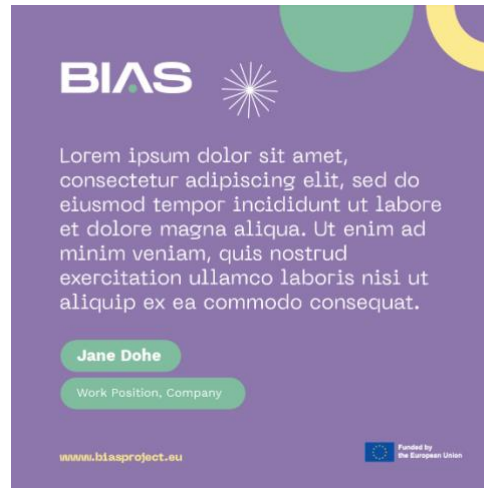 BIAS
Lorem ipsum dolor sit amet,
consectetur adipiscing elit, sed do
eiusmod tempor incididunt ut labore
et dolore magna aliqua. Ut enim ad
minim veniam, quis nostrud
exercitation ullamco laboris nisi ut
aliquip ex ea commodo consequat.
Jane Dohe
Work Position, Company
www.biasproject.eu
Funded by
the European Union